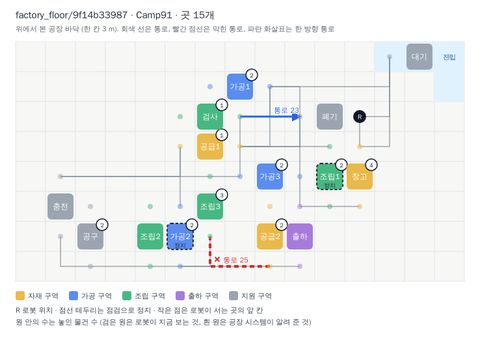 factory_floor/9f14b33987 · Camp91 · 곳 15개
위에서 본 공장 바닥 (한 칸 3 m). 회색 선은 통로, 빨간 점선은 막힌 통로, 파란 화살표는 한 방향 통로
대기
진입
2
가공1
1
검사
통로 23
폐기
R
1
공급1
2
가공3
2
조립1
정지
4
창고
충전
3
조립3
2
공구
조립2
2
가공2
정지
2
공급2
출하
× 통로 25
자재 구역 가공 구역 조립 구역 출하 구역 지원 구역
R 로봇 위치 · 점선 테두리는 점검으로 정지 · 작은 점은 로봇이 서는 곳의 앞 칸
원 안의 수는 놓인 물건 수 (검은 원은 로봇이 지금 보는 것, 흰 원은 공장 시스템이 알려 준 것)